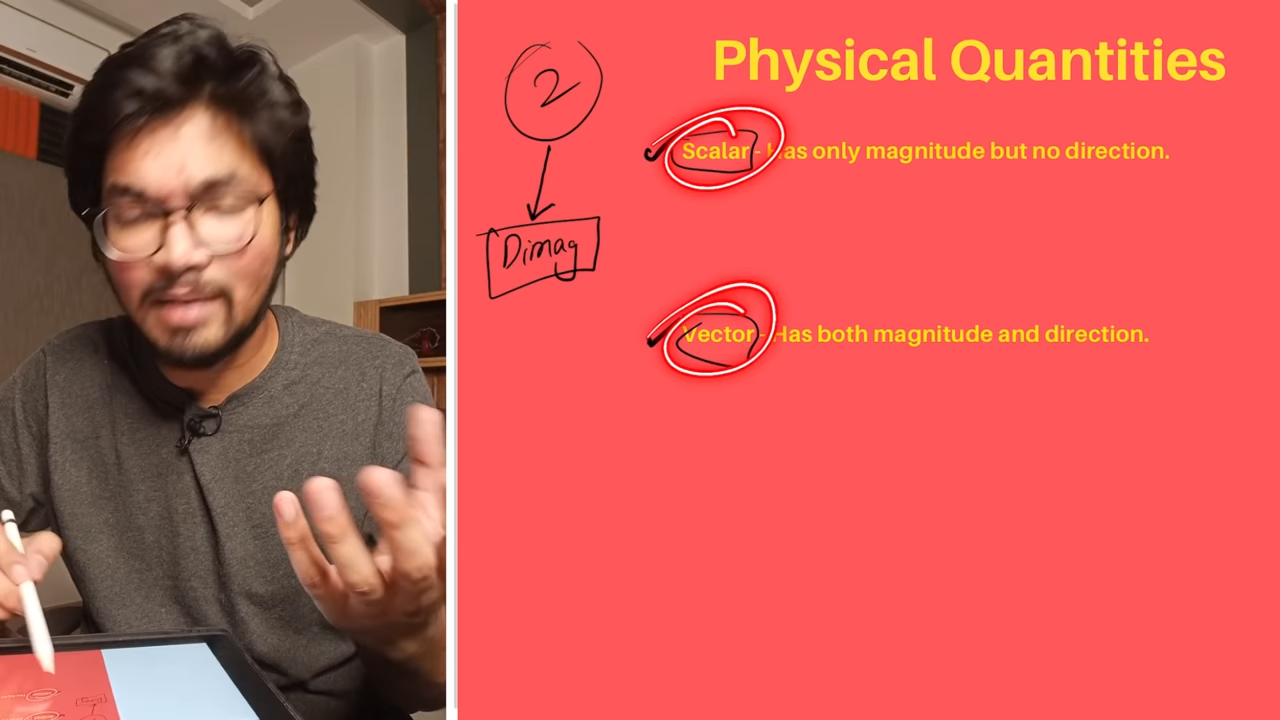 Physical Quantities
2
Scalar - Has only magnitude but no direction.
Dimag
Vector - Has both magnitude and direction.